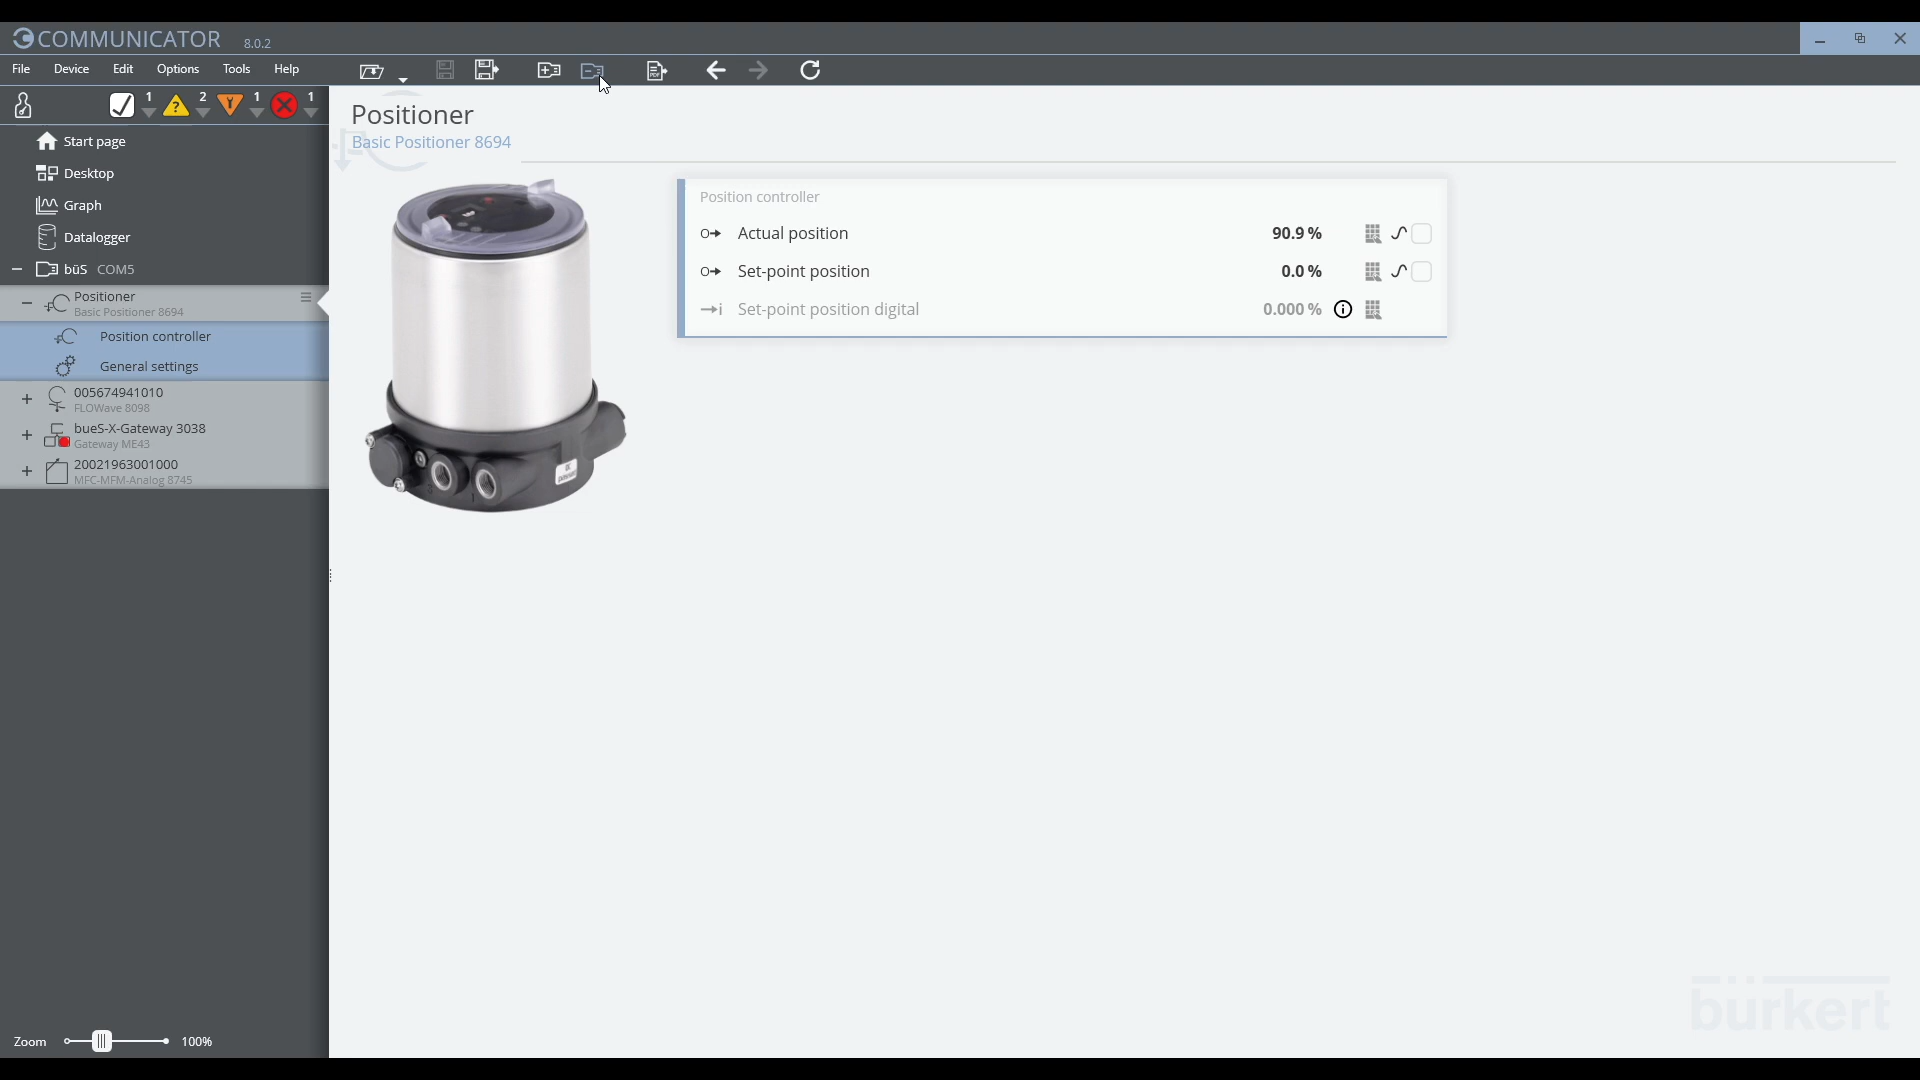 COMMUNICATOR 8.0.2
File Device Edit Options Tools Help
PDF
1 2 1 1
Start page
Desktop
Graph
Datalogger
büS COM5
Positioner
Basic Positioner 8694
Position controller
General settings
005674941010
FLOWave 8098
bueS-X-Gateway 3038
Gateway ME43
20021963001000
MFC-MFM-Analog 8745
Zoom 100%
Positioner
Basic Positioner 8694
Position controller
Actual position 90.9 %
Set-point position 0.0 %
Set-point position digital 0.000 %
bürkert